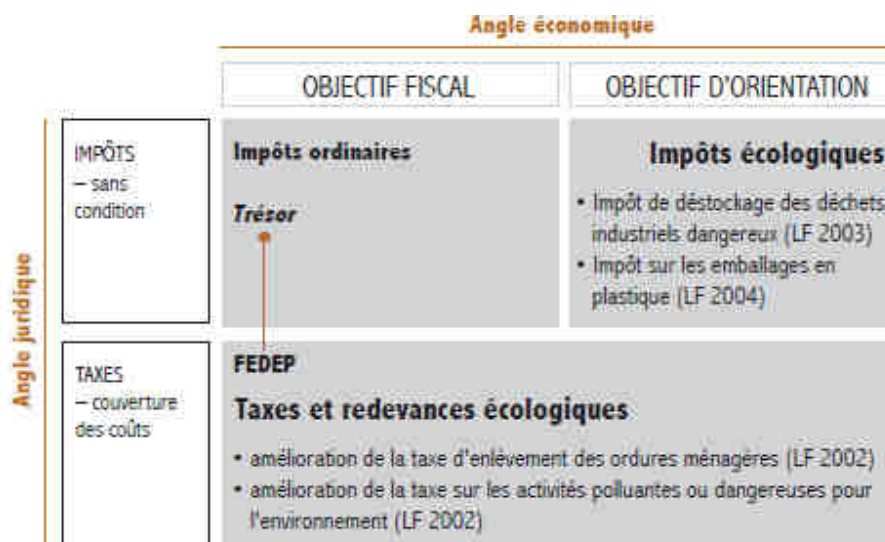 Angle économique
OBJECTIF FISCAL
OBJECTIF D'ORIENTATION
Angle juridique
IMPÔTS
– sans
condition
Impôts ordinaires
Trésor
Impôts écologiques
• Impôt de déstockage des déchets
industriels dangereux (LF 2003)
• Impôt sur les emballages en
plastique (LF 2004)
TAXES
– couverture
des coûts
FEDEP
Taxes et redevances écologiques
• amélioration de la taxe d'enlèvement des ordures ménagères (LF 2002)
• amélioration de la taxe sur les activités polluantes ou dangereuses pour
l'environnement (LF 2002)